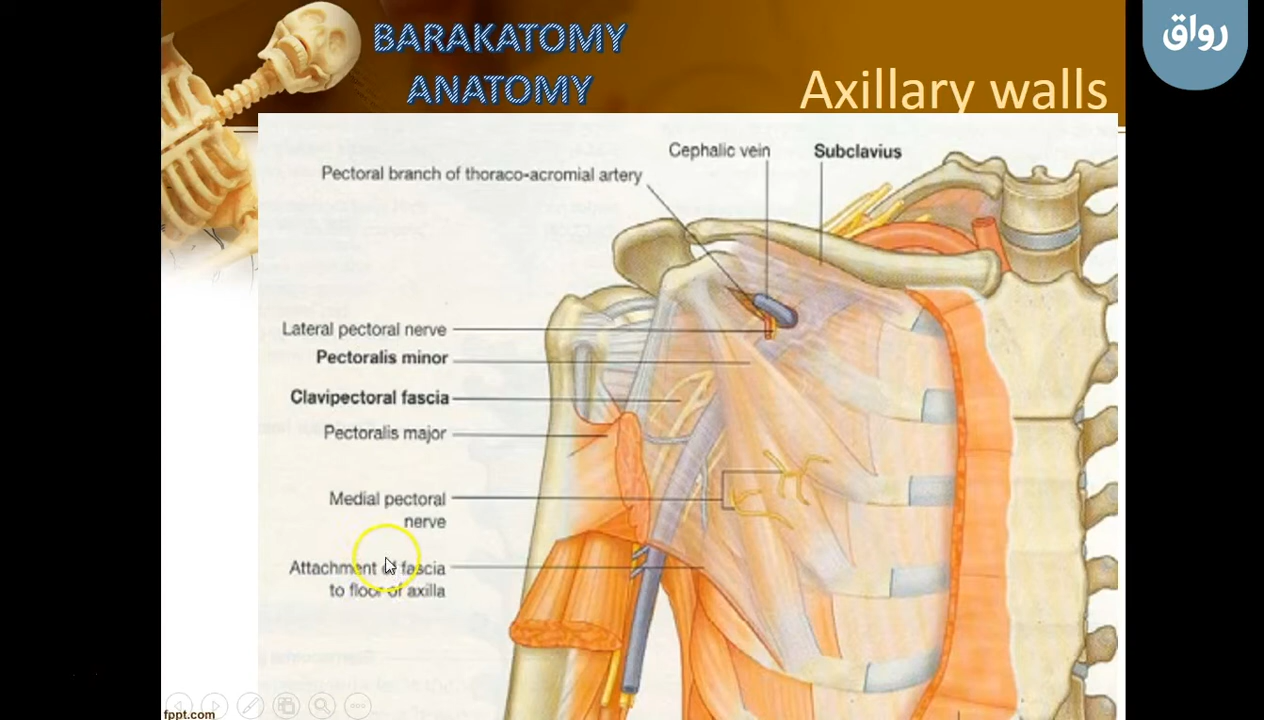 رواق
BARAKATOMY
ANATOMY
Axillary walls
Cephalic vein
Subclavius
Pectoral branch of thoraco-acromial artery
Lateral pectoral nerve
Pectoralis minor
Clavipectoral fascia
Pectoralis major
Medial pectoral
nerve
Attachment of fascia
to floor of axilla
fppt.com